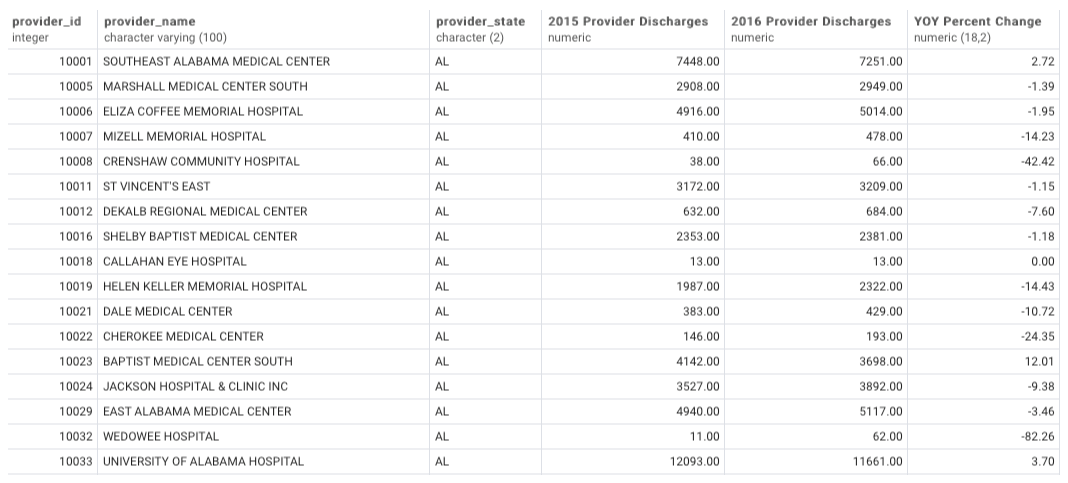 provider_id provider_name provider_state 2015 Provider Discharges 2016 Provider Discharges YOY Percent Change
integer character varying (100) character (2) numeric numeric numeric (18,2)
10001 SOUTHEAST ALABAMA MEDICAL CENTER AL 7448.00 7251.00 2.72
10005 MARSHALL MEDICAL CENTER SOUTH AL 2908.00 2949.00 -1.39
10006 ELIZA COFFEE MEMORIAL HOSPITAL AL 4916.00 5014.00 -1.95
10007 MIZELL MEMORIAL HOSPITAL AL 410.00 478.00 -14.23
10008 CRENSHAW COMMUNITY HOSPITAL AL 38.00 66.00 -42.42
10011 ST VINCENT'S EAST AL 3172.00 3209.00 -1.15
10012 DEKALB REGIONAL MEDICAL CENTER AL 632.00 684.00 -7.60
10016 SHELBY BAPTIST MEDICAL CENTER AL 2353.00 2381.00 -1.18
10018 CALLAHAN EYE HOSPITAL AL 13.00 13.00 0.00
10019 HELEN KELLER MEMORIAL HOSPITAL AL 1987.00 2322.00 -14.43
10021 DALE MEDICAL CENTER AL 383.00 429.00 -10.72
10022 CHEROKEE MEDICAL CENTER AL 146.00 193.00 -24.35
10023 BAPTIST MEDICAL CENTER SOUTH AL 4142.00 3698.00 12.01
10024 JACKSON HOSPITAL & CLINIC INC AL 3527.00 3892.00 -9.38
10029 EAST ALABAMA MEDICAL CENTER AL 4940.00 5117.00 -3.46
10032 WEDOWEE HOSPITAL AL 11.00 62.00 -82.26
10033 UNIVERSITY OF ALABAMA HOSPITAL AL 12093.00 11661.00 3.70